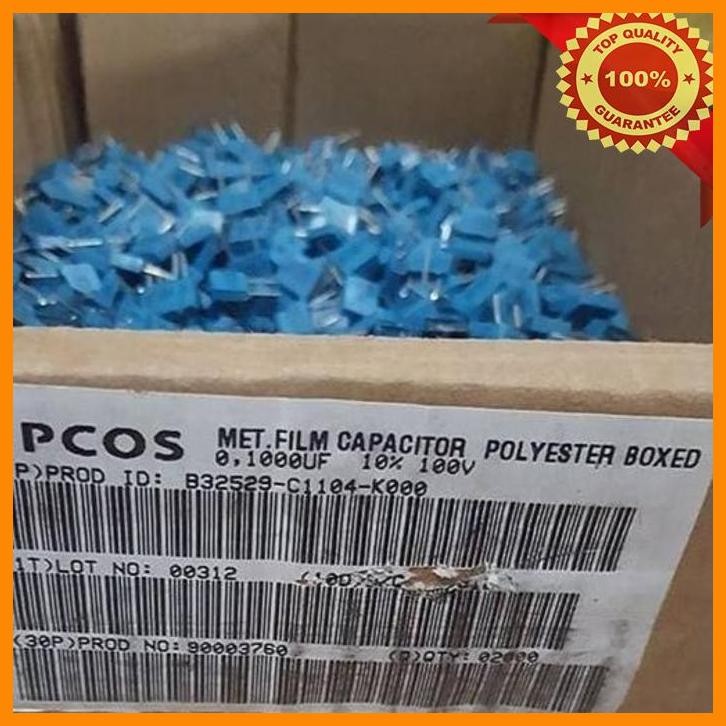 TOP QUALITY
100%
GUARANTEE
PCOS
MET.FILM CAPACITOR POLYESTER BOXED
0,1000UF 10% 100V
P)PROD ID: B32529-C1104-K000
1T)LOT NO: 00312
(30P)PROD NO: 90003760 (Q)QTY: 02000